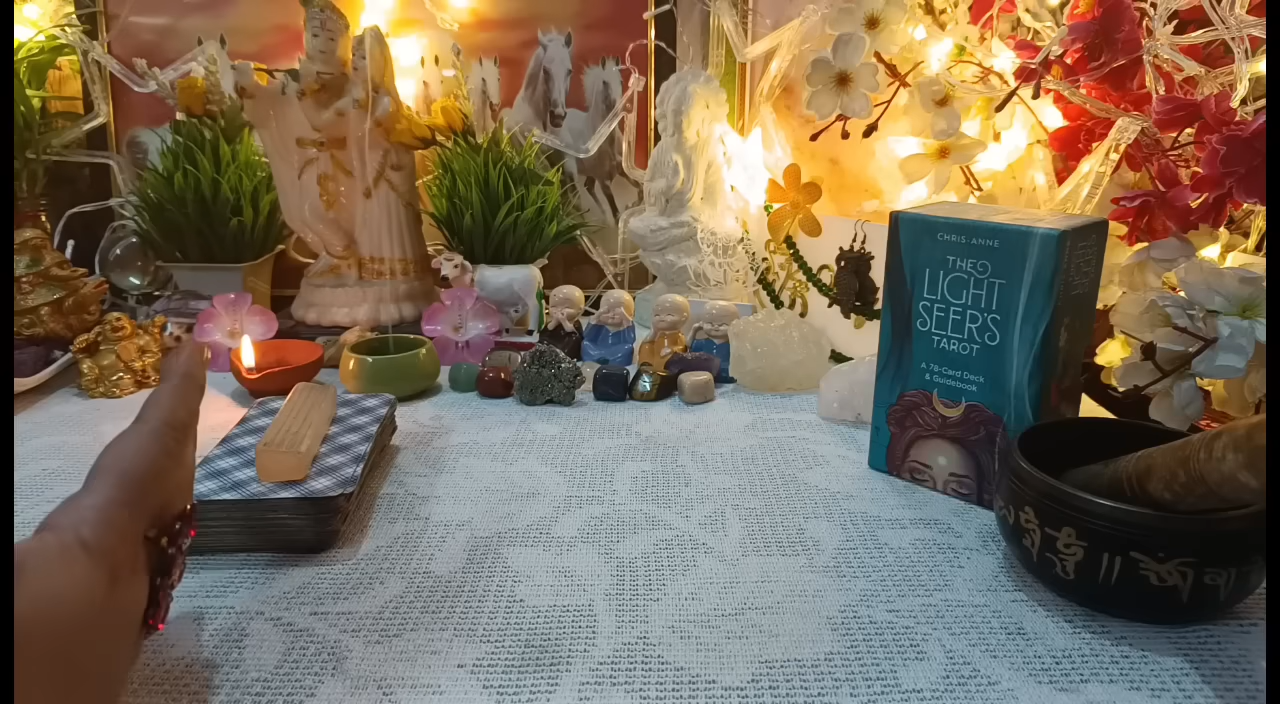 CHRIS-ANNE
THE
LIGHT
SEER'S
TAROT
A 78-Card Deck
& Guidebook